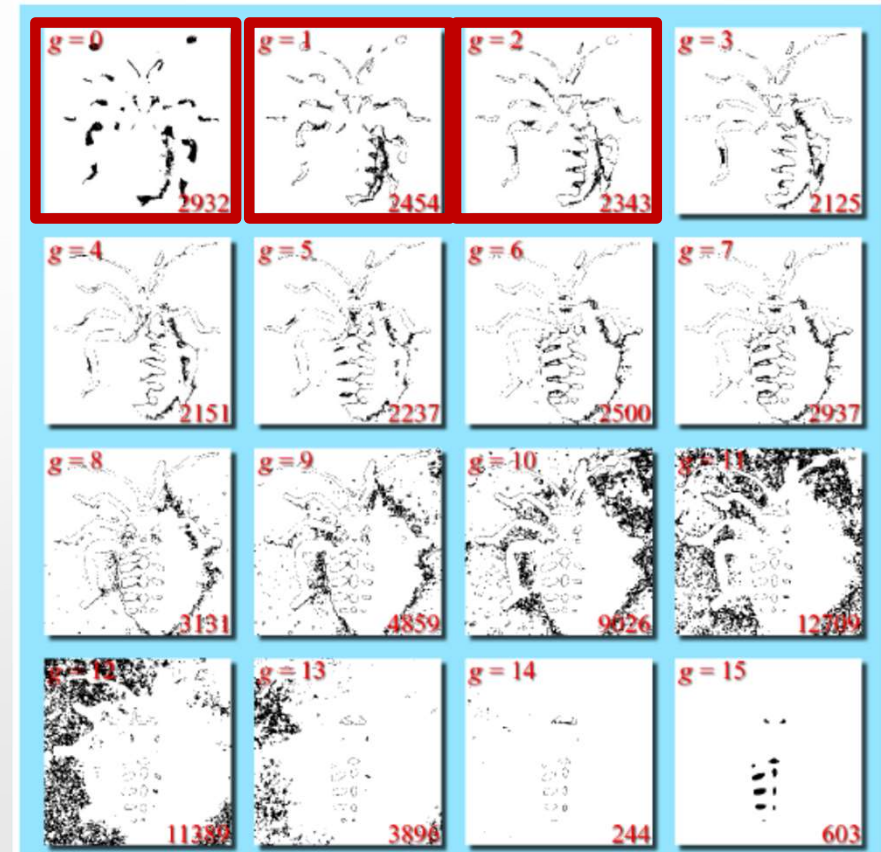 g = 0
2932
g = 1
2454
g = 2
2343
g = 3
2125
g = 4
2151
g = 5
2237
g = 6
2500
g = 7
2937
g = 8
3131
g = 9
4859
g = 10
9026
g = 11
12709
g = 12
11389
g = 13
3896
g = 14
244
g = 15
603